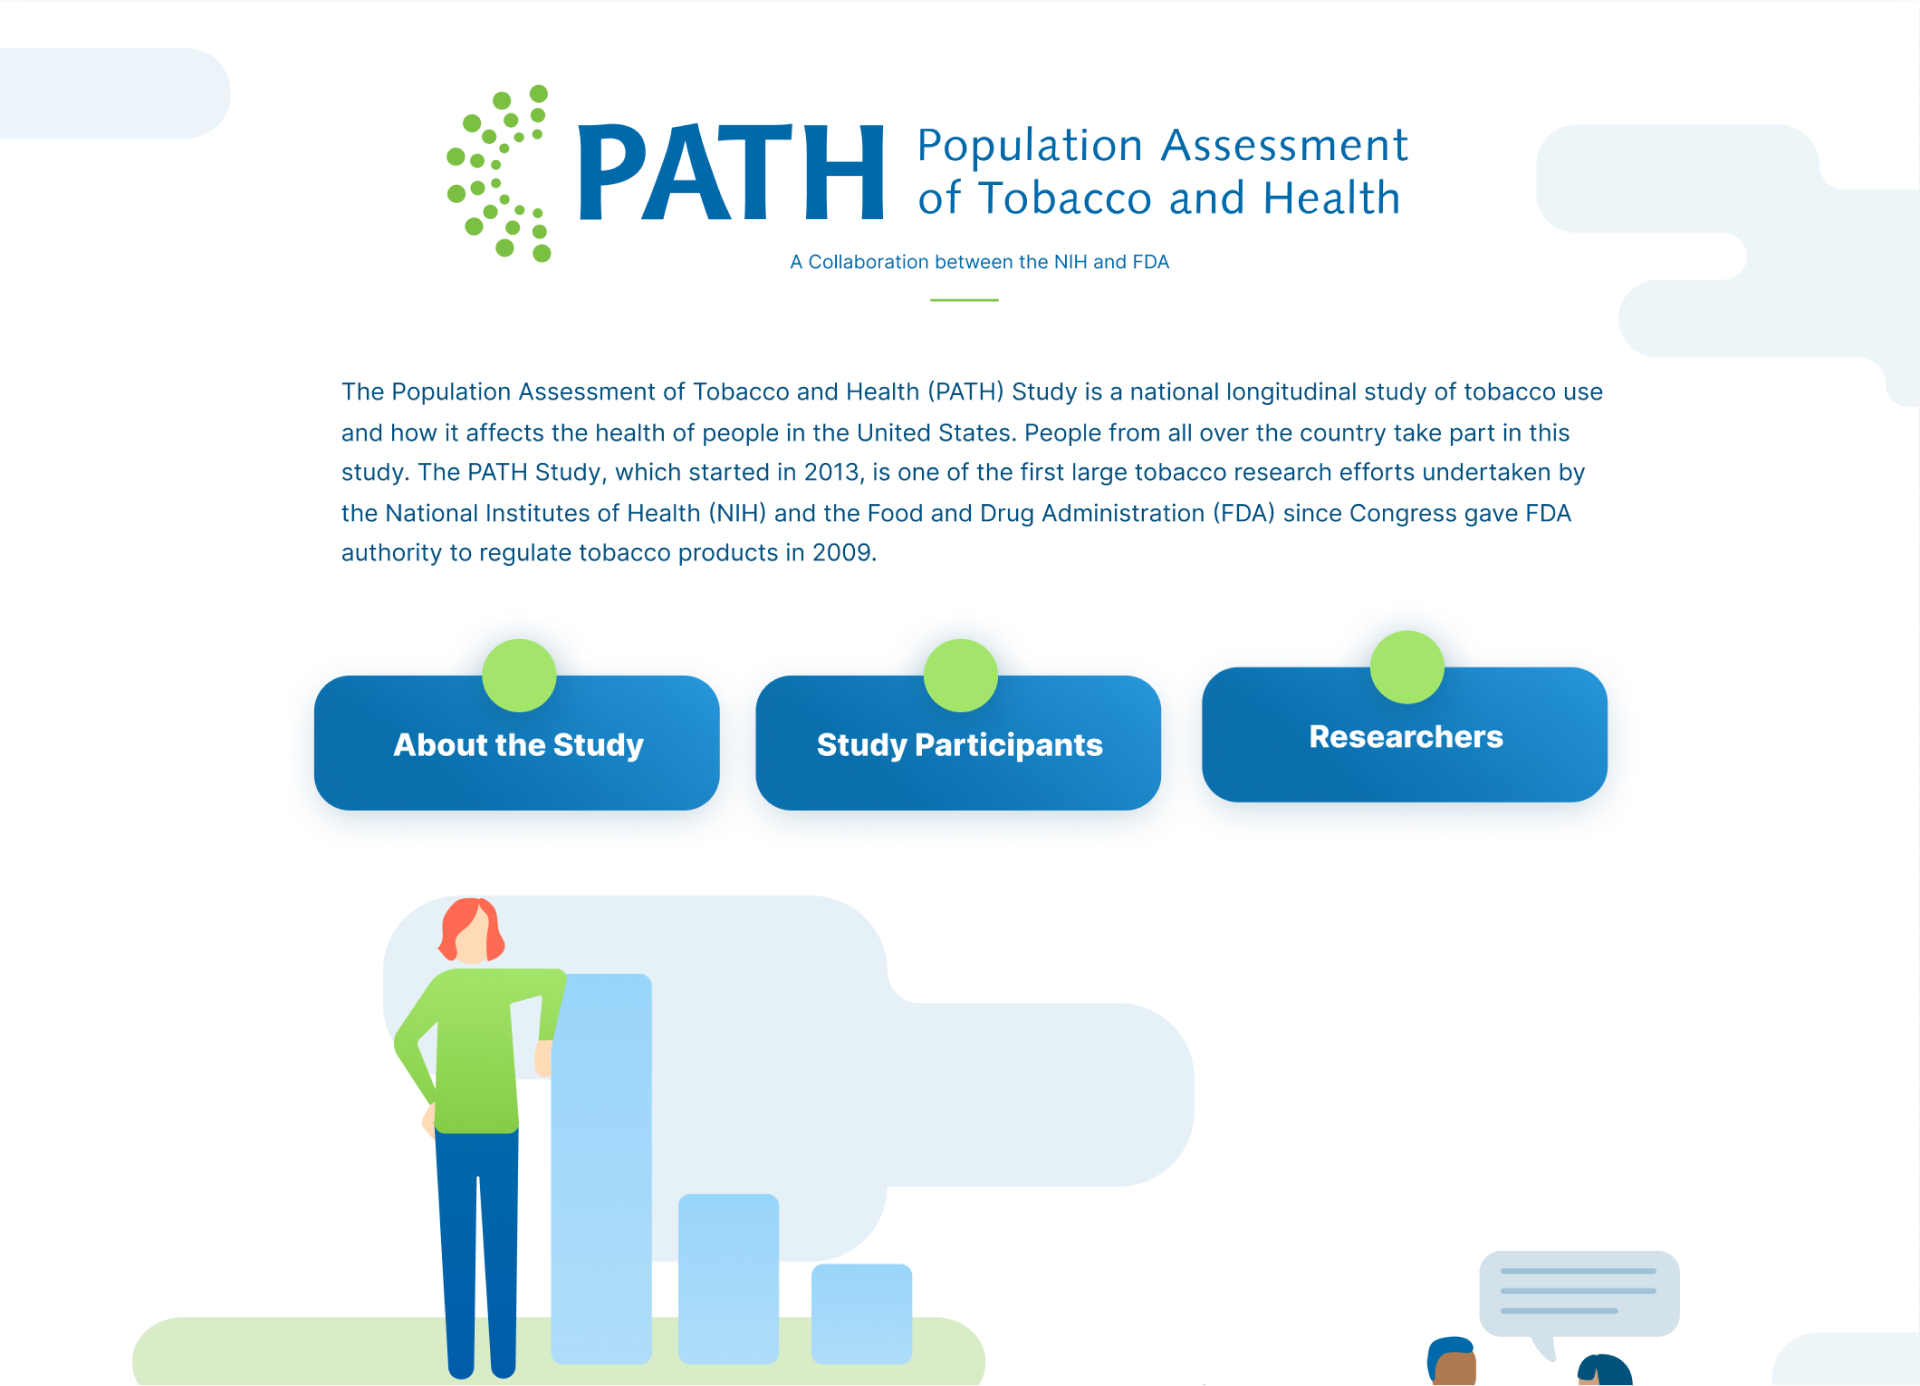 PATH
Population Assessment
of Tobacco and Health
A Collaboration between the NIH and FDA
The Population Assessment of Tobacco and Health (PATH) Study is a national longitudinal study of tobacco use
and how it affects the health of people in the United States. People from all over the country take part in this
study. The PATH Study, which started in 2013, is one of the first large tobacco research efforts undertaken by
the National Institutes of Health (NIH) and the Food and Drug Administration (FDA) since Congress gave FDA
authority to regulate tobacco products in 2009.
About the Study
Study Participants
Researchers